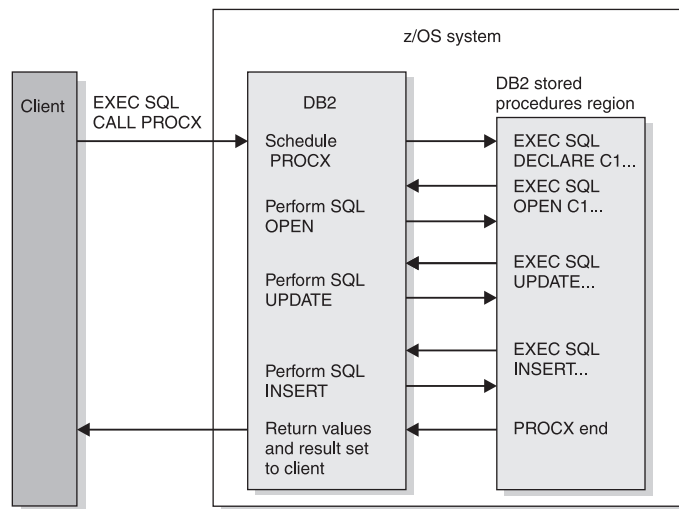 z/OS system
Client
EXEC SQL
CALL PROCX
DB2
Schedule
PROCX
Perform SQL
OPEN
Perform SQL
UPDATE
Perform SQL
INSERT
Return values
and result set
to client
DB2 stored
procedures region
EXEC SQL
DECLARE C1...
EXEC SQL
OPEN C1...
EXEC SQL
UPDATE...
EXEC SQL
INSERT...
PROCX end